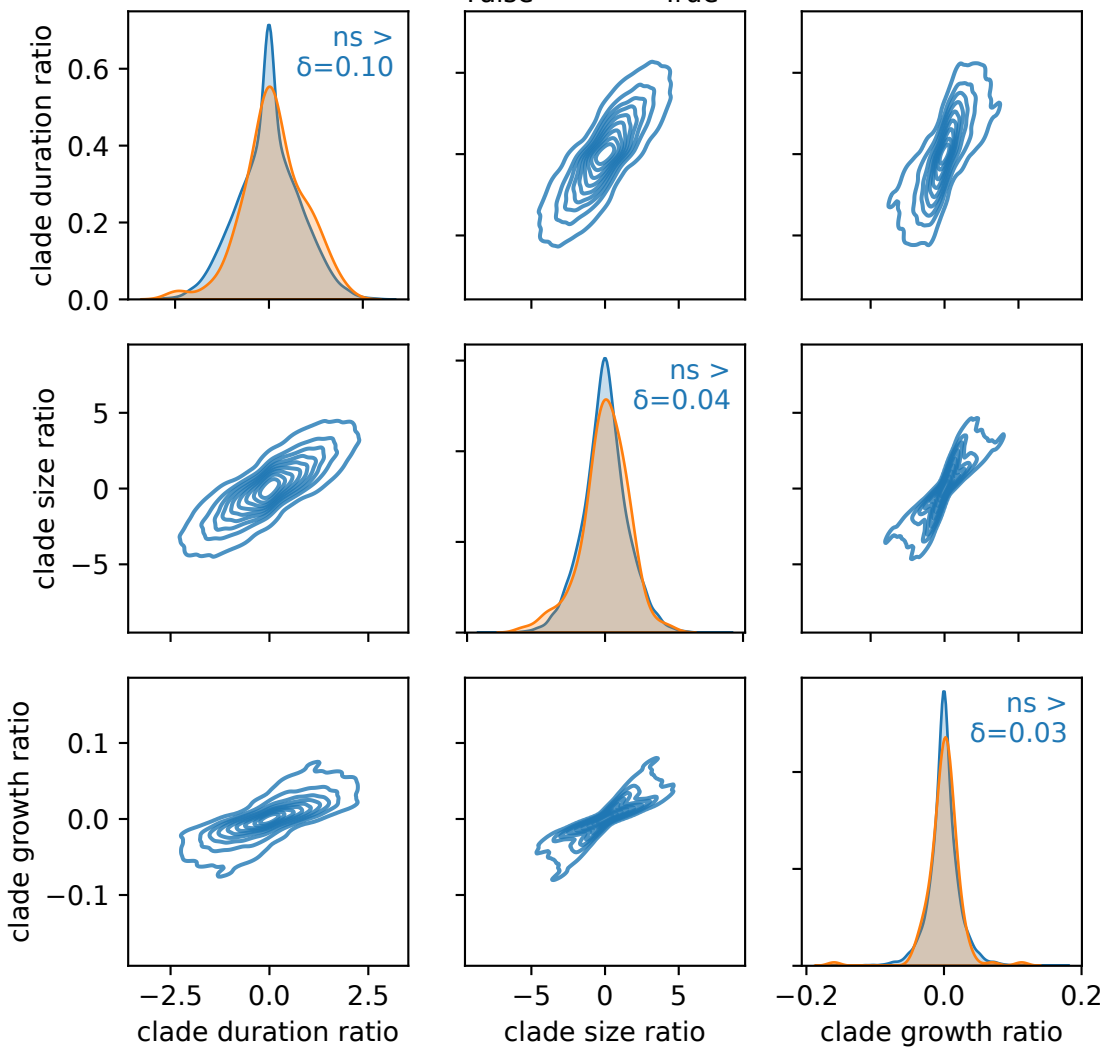 clade duration ratio
0.6
0.4
0.2
0.0
ns >
δ=0.10
clade size ratio
5
0
−5
ns >
δ=0.04
clade growth ratio
0.1
0.0
−0.1
ns >
δ=0.03
−2.5 0.0 2.5
−5 0 5
−0.2 0.0 0.2
clade duration ratio
clade size ratio
clade growth ratio